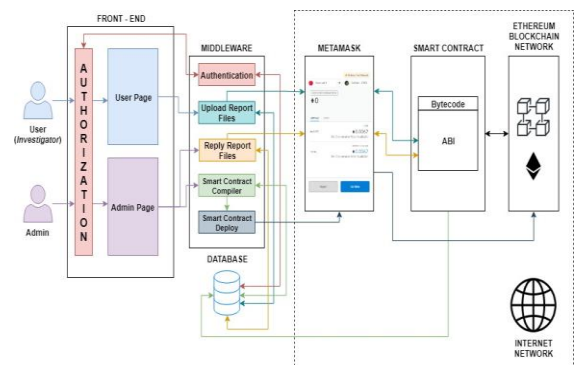 FRONT - END
MIDDLEWARE
METAMASK
SMART CONTRACT
ETHEREUM
BLOCKCHAIN
NETWORK
AUTHORIZATION
User Page
Admin Page
User
(Investigator)
Admin
Authentication
Upload Report
Files
Reply Report
Files
Smart Contract
Compiler
Smart Contract
Deploy
DATABASE
Bytecode
ABI
INTERNET
NETWORK